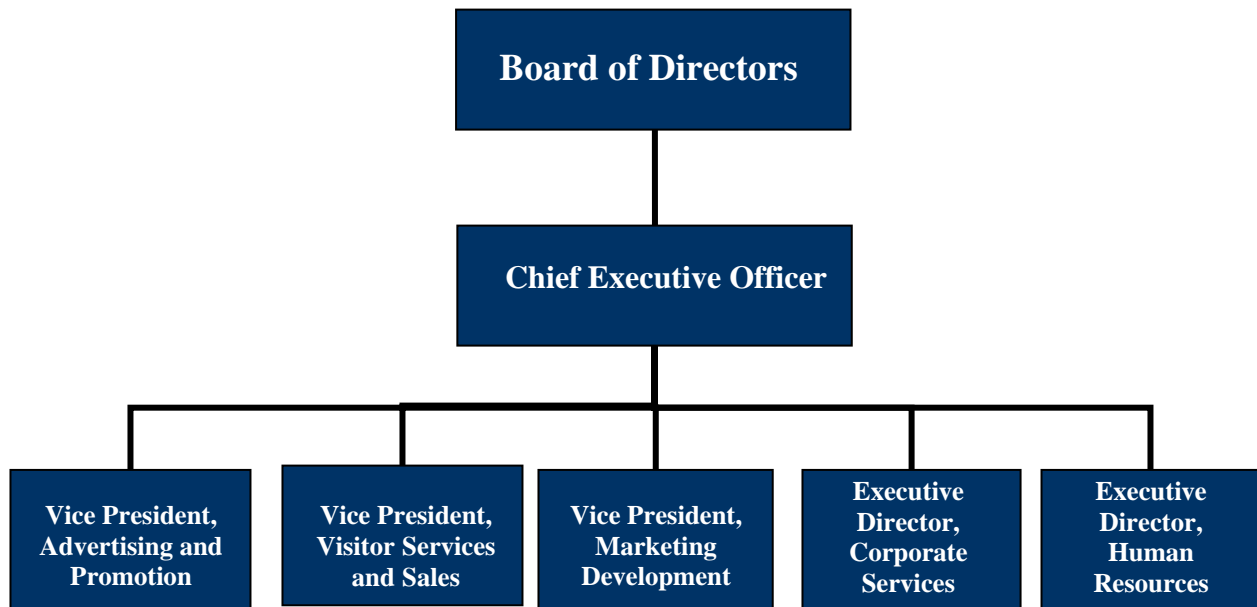 Board of Directors
Chief Executive Officer
Vice President,
Advertising and
Promotion
Vice President,
Visitor Services
and Sales
Vice President,
Marketing
Development
Executive
Director,
Corporate
Services
Executive
Director,
Human
Resources